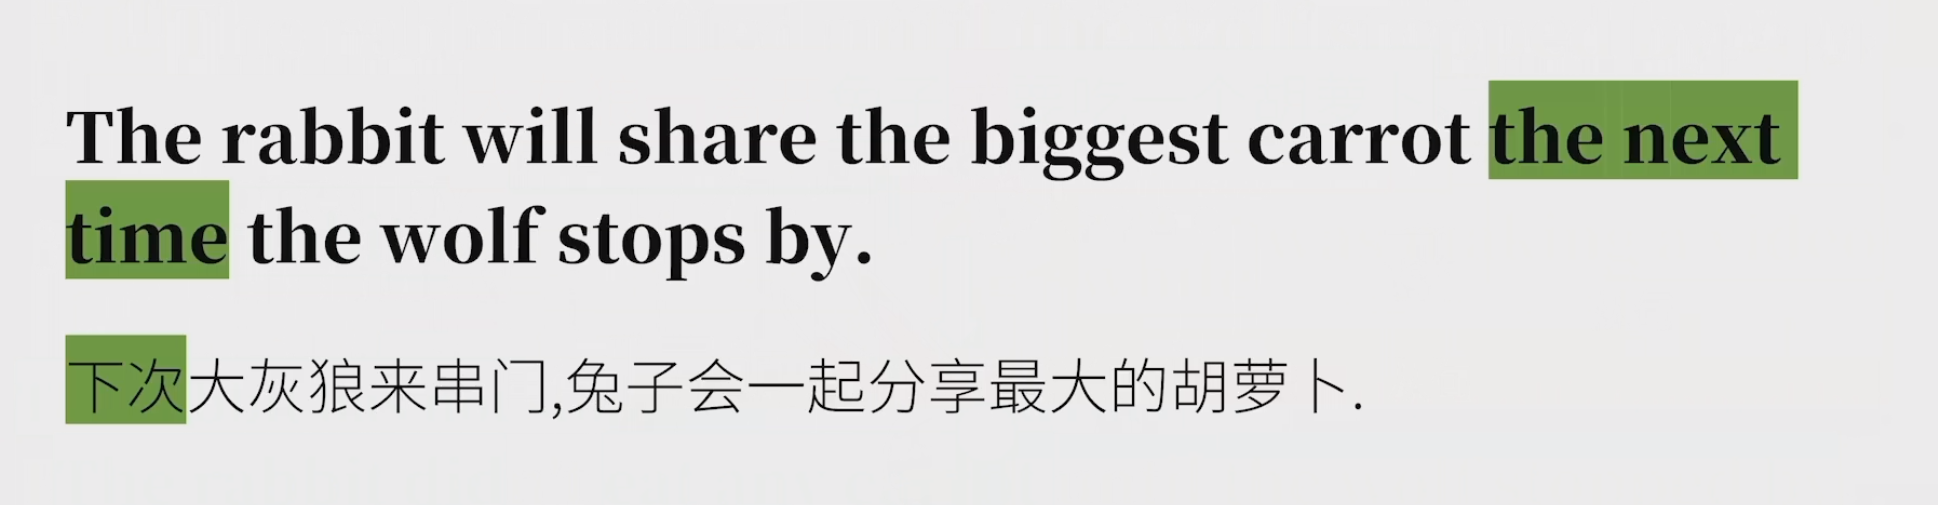 The rabbit will share the biggest carrot the next
time the wolf stops by.
下次大灰狼来串门,兔子会一起分享最大的胡萝卜.